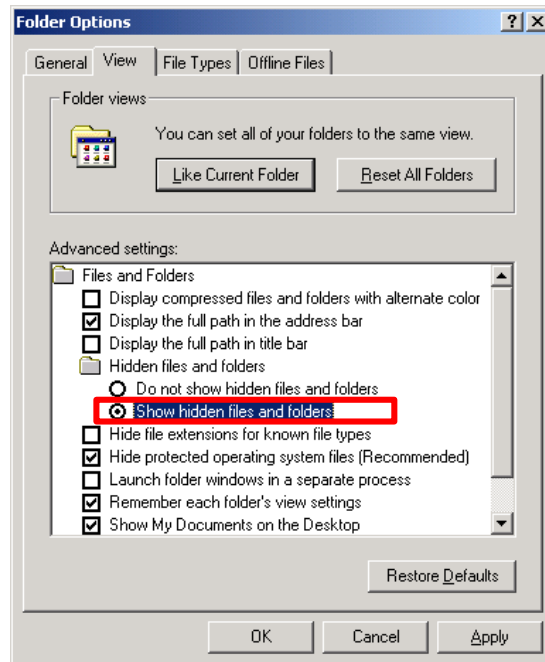 Folder Options
General View File Types Offline Files
Folder views
You can set all of your folders to the same view.
Like Current Folder Reset All Folders
Advanced settings:
Files and Folders
Display compressed files and folders with alternate color
Display the full path in the address bar
Display the full path in title bar
Hidden files and folders
Do not show hidden files and folders
Show hidden files and folders
Hide file extensions for known file types
Hide protected operating system files (Recommended)
Launch folder windows in a separate process
Remember each folder's view settings
Show My Documents on the Desktop
Restore Defaults
OK Cancel Apply